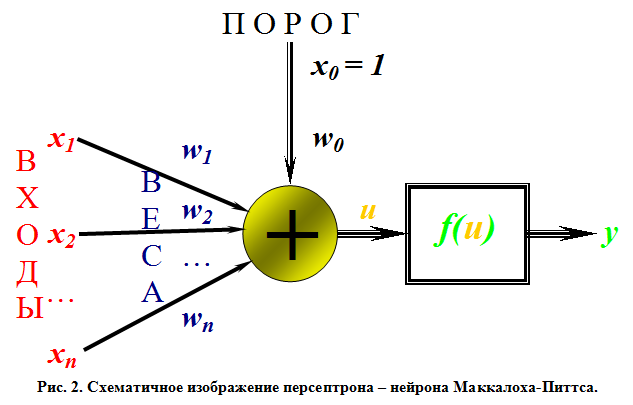 П О Р О Г
x0 = 1
w0
В Х О Д Ы
x1
x2
…
xn
В Е С А
w1
w2
…
wn
+
u
f(u)
y
Рис. 2. Схематичное изображение персептрона – нейрона Маккалоха-Питтса.